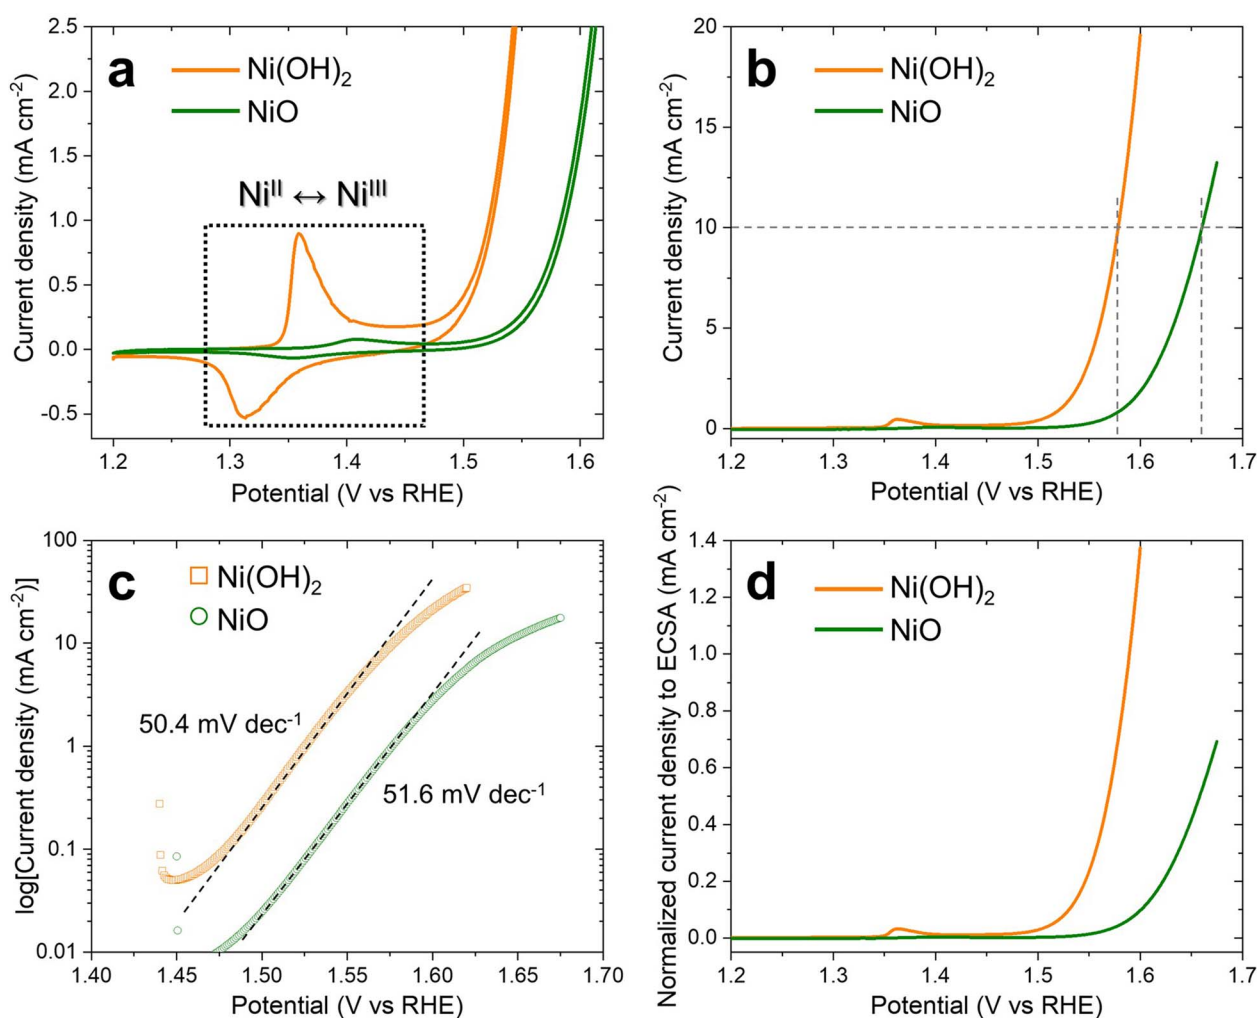 a
Ni(OH)2
NiO
NiII ↔ NiIII
Current density (mA cm-2)
2.5
2.0
1.5
1.0
0.5
0.0
-0.5
1.2
1.3
1.4
1.5
1.6
Potential (V vs RHE)
b
Ni(OH)2
NiO
Current density (mA cm-2)
20
15
10
5
0
1.2
1.3
1.4
1.5
1.6
1.7
Potential (V vs RHE)
c
Ni(OH)2
NiO
50.4 mV dec-1
51.6 mV dec-1
log[Current density (mA cm-2)]
100
10
1
0.1
0.01
1.40
1.45
1.50
1.55
1.60
1.65
1.70
Potential (V vs RHE)
d
Ni(OH)2
NiO
Normalized current density to ECSA (mA cm-2)
1.4
1.2
1.0
0.8
0.6
0.4
0.2
0.0
1.2
1.3
1.4
1.5
1.6
1.7
Potential (V vs RHE)